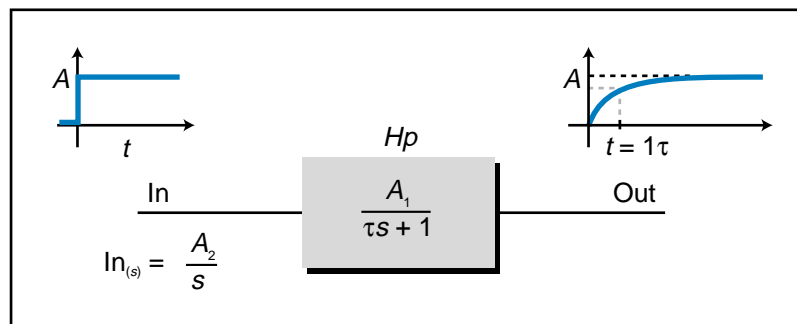 A
t
A
t = 1τ
Hp
In
A₁
τs + 1
Out
In₍s₎ = A₂
s